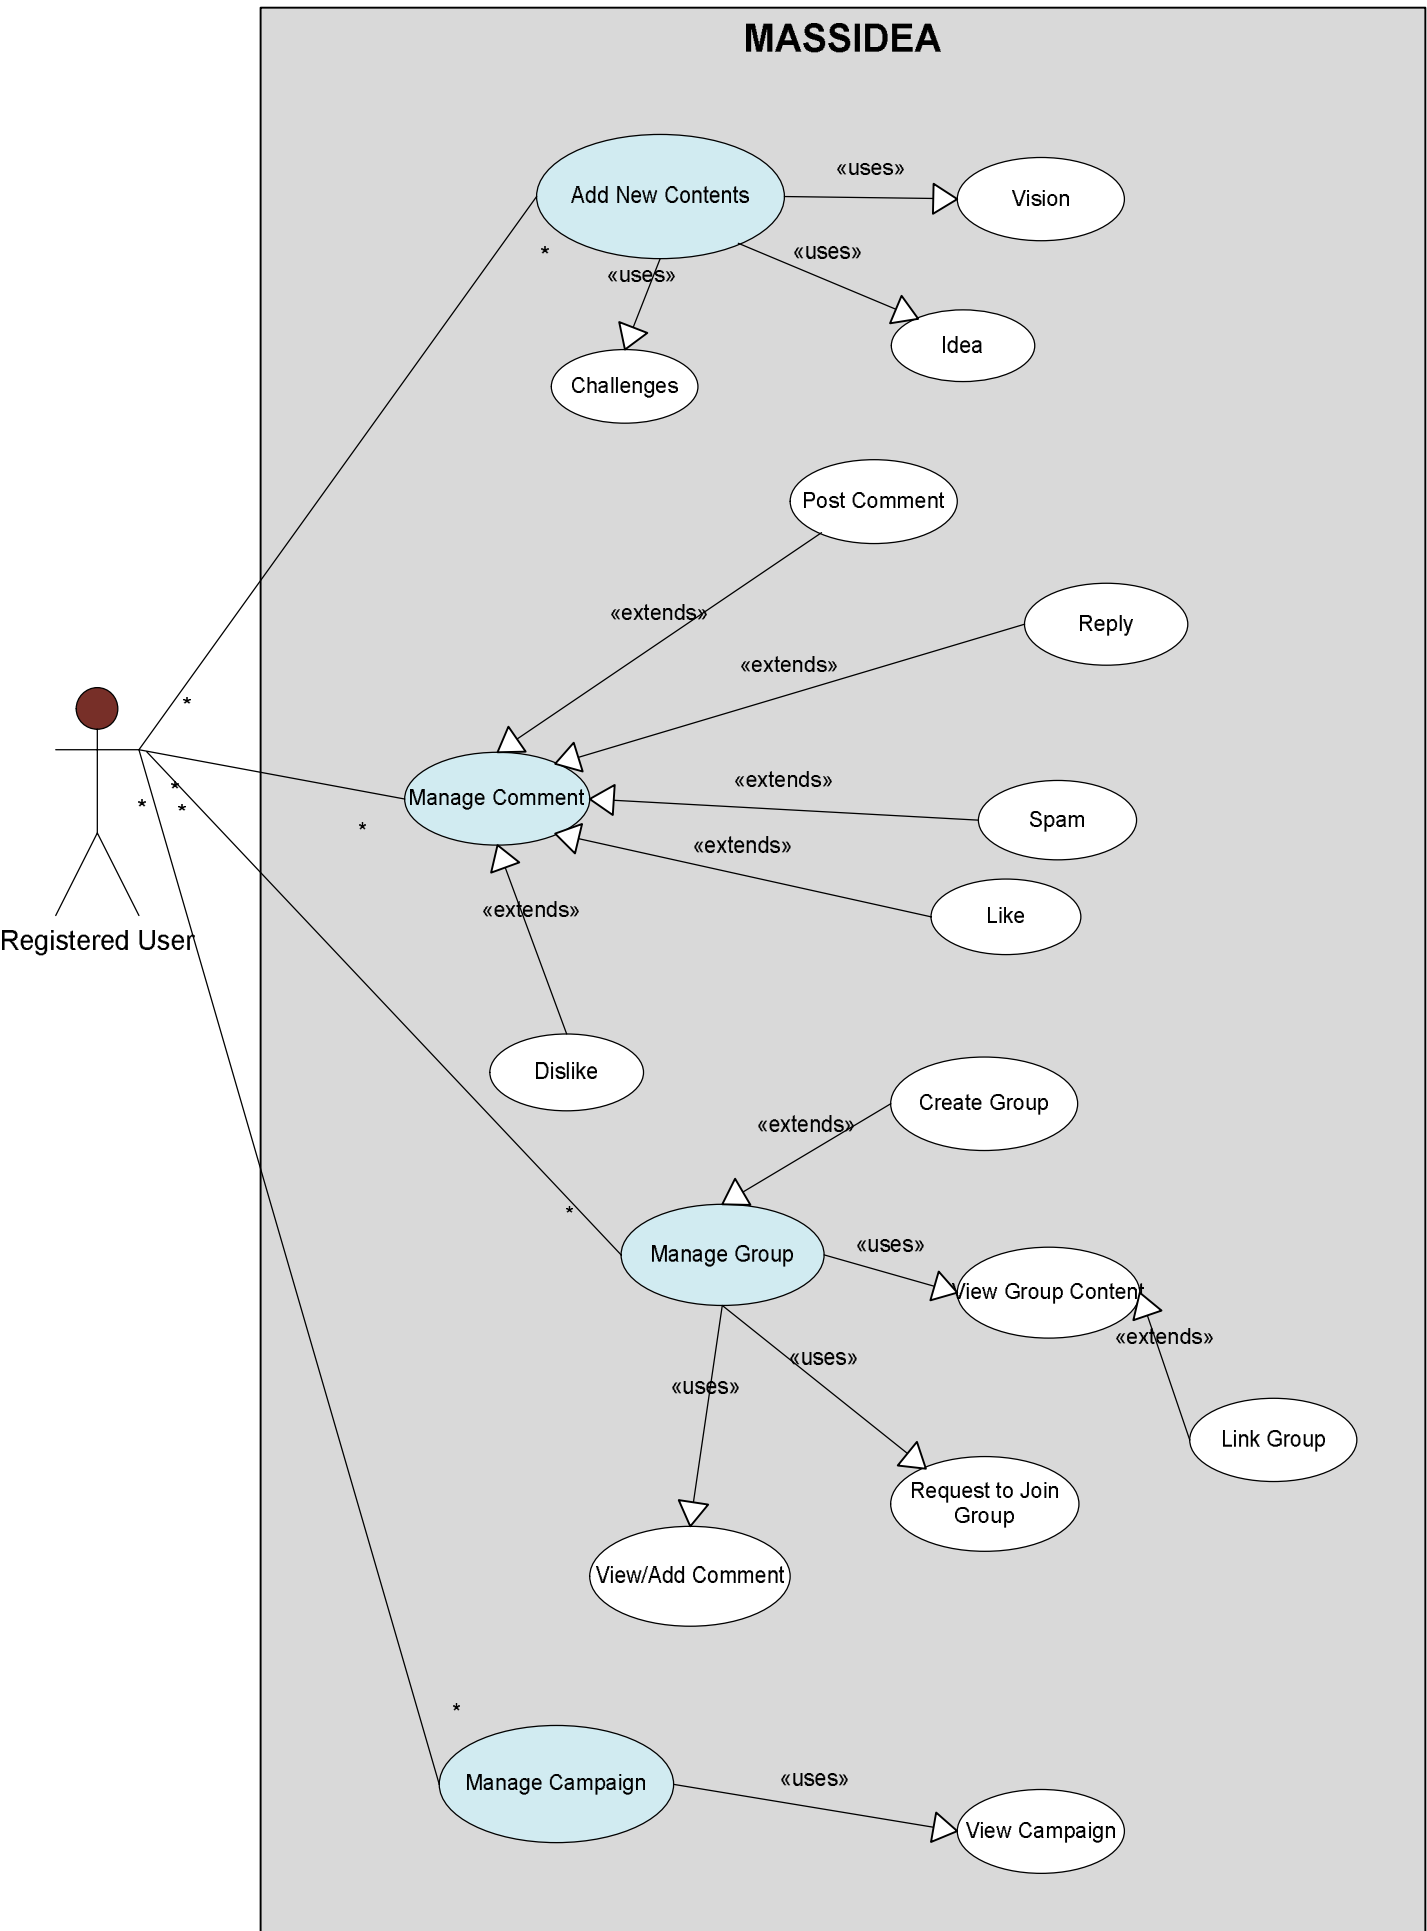 MASSIDEA
Add New Contents
«uses»
Vision
*
«uses»
«uses»
Idea
Challenges
Post Comment
«extends»
Reply
«extends»
*
Manage Comment
«extends»
Spam
*
*
*
*
«extends»
Like
«extends»
Registered User
Dislike
Create Group
«extends»
*
Manage Group
«uses»
View Group Content
«extends»
«uses»
«uses»
Link Group
Request to Join
Group
View/Add Comment
*
Manage Campaign
«uses»
View Campaign